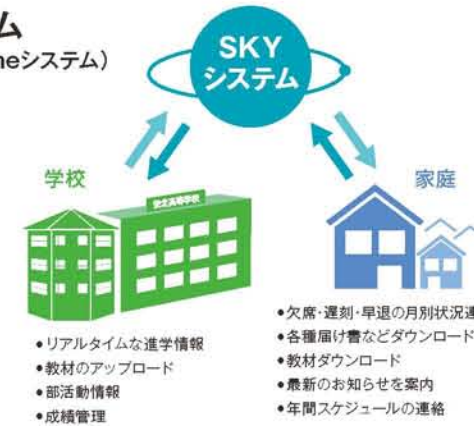 ム
neシステム)
SKY
システム
学校
家庭
•リアルタイムな進学情報
•教材のアップロード
•部活動情報
•成績管理
•欠席・遅刻・早退の月別状況連
•各種届け書などダウンロード
•教材ダウンロード
•最新のお知らせを案内
•年間スケジュールの連絡